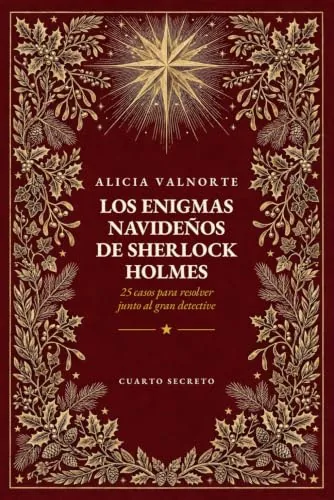 ALICIA VALNORTE
LOS ENIGMAS
NAVIDEÑOS
DE SHERLOCK
HOLMES
25 casos para resolver
junto al gran detective
CUARTO SECRETO